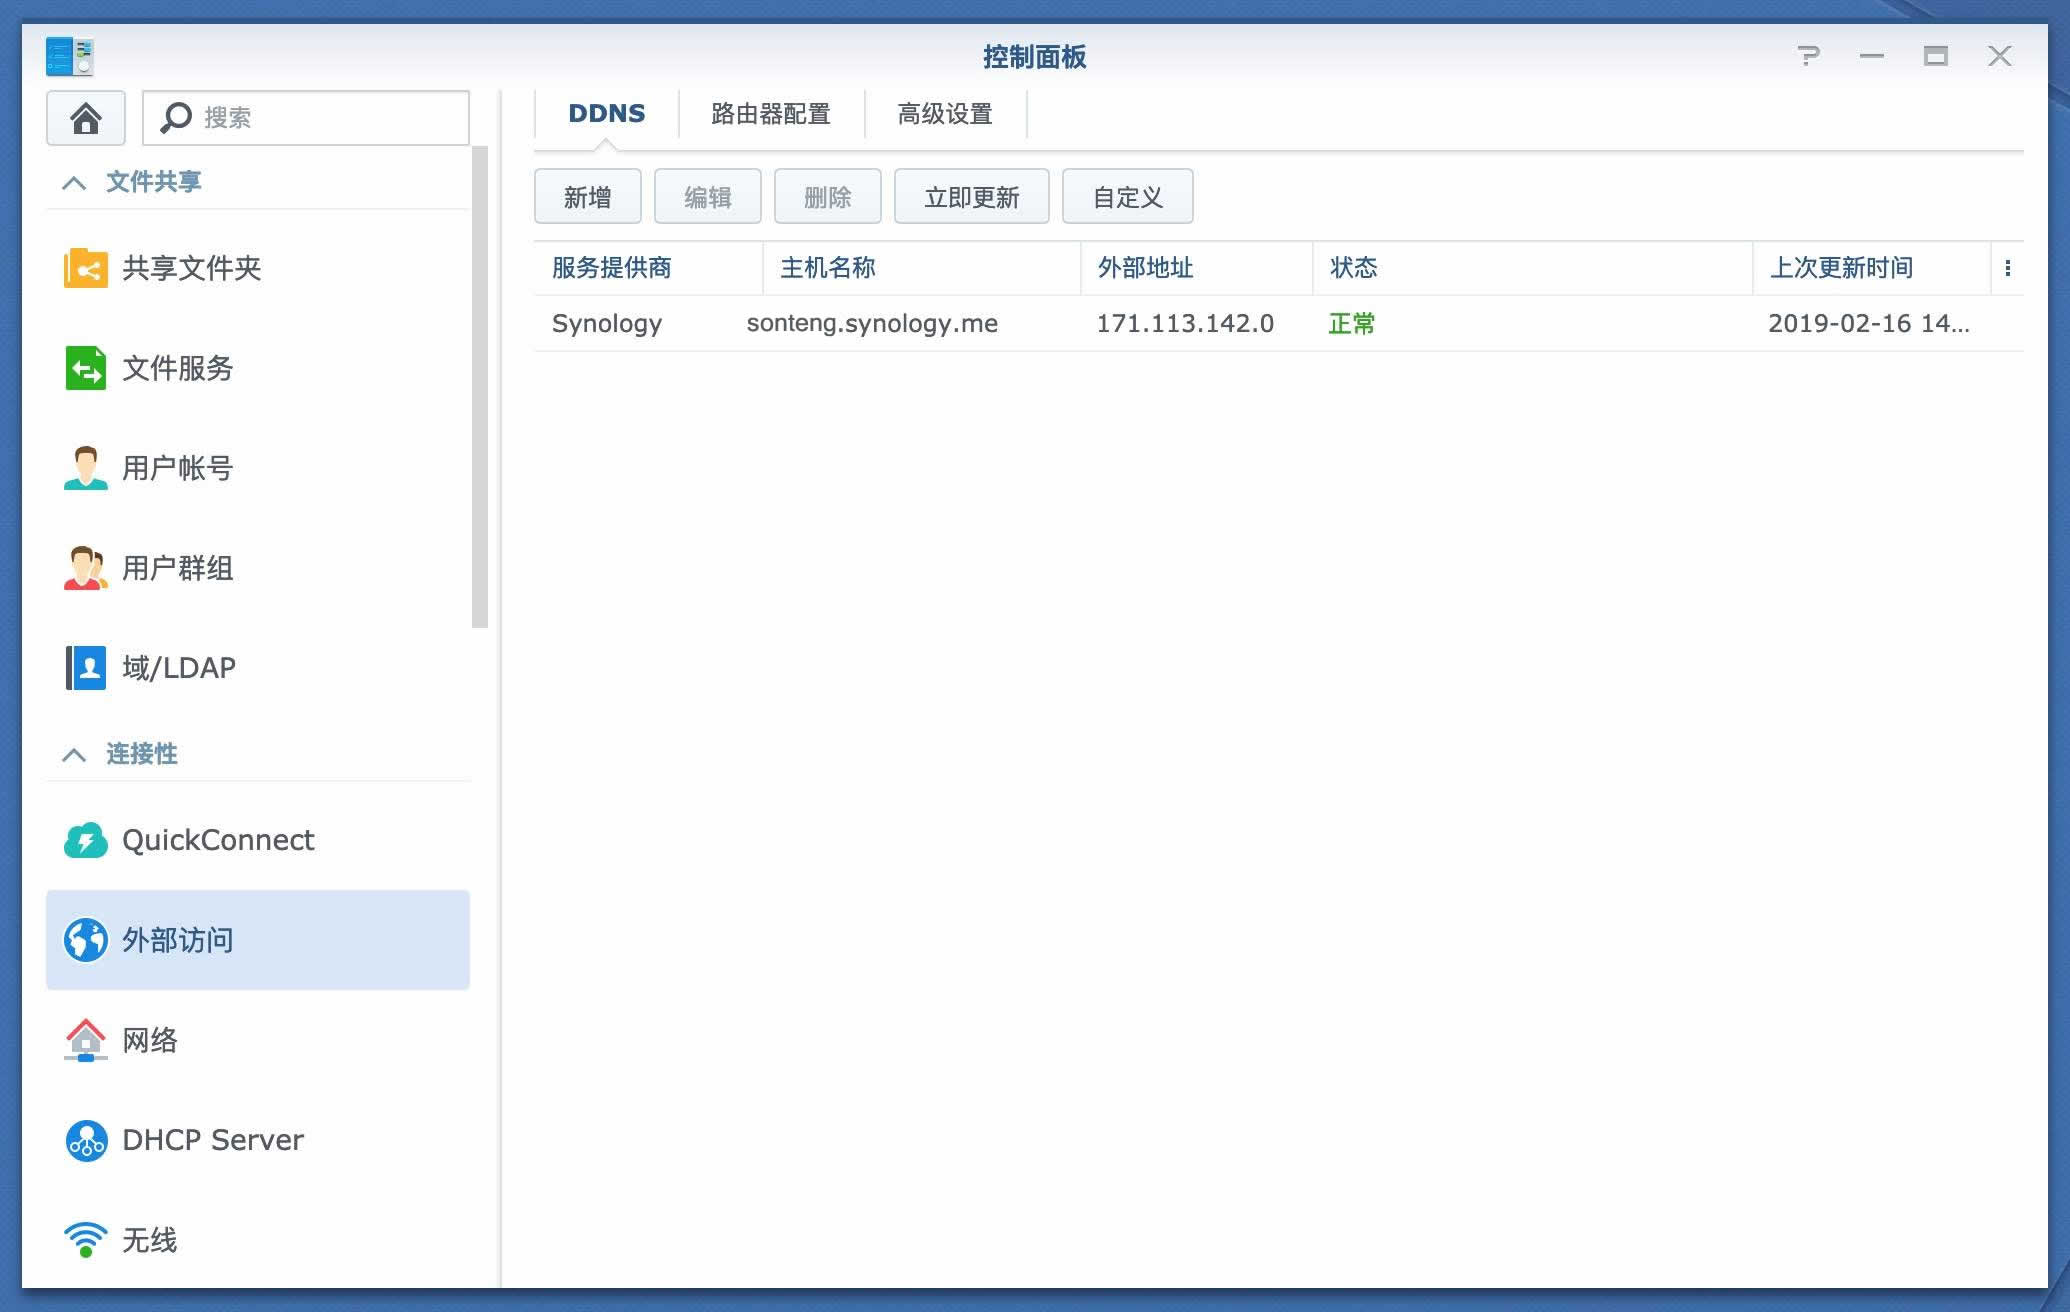 控制面板
搜索
文件共享
共享文件夹
文件服务
用户帐号
用户群组
域/LDAP
连接性
QuickConnect
外部访问
网络
DHCP Server
无线
DDNS 路由器配置 高级设置
新增 编辑 删除 立即更新 自定义
服务提供商 主机名称 外部地址 状态 上次更新时间
Synology sonteng.synology.me 171.113.142.0 正常 2019-02-16 14...